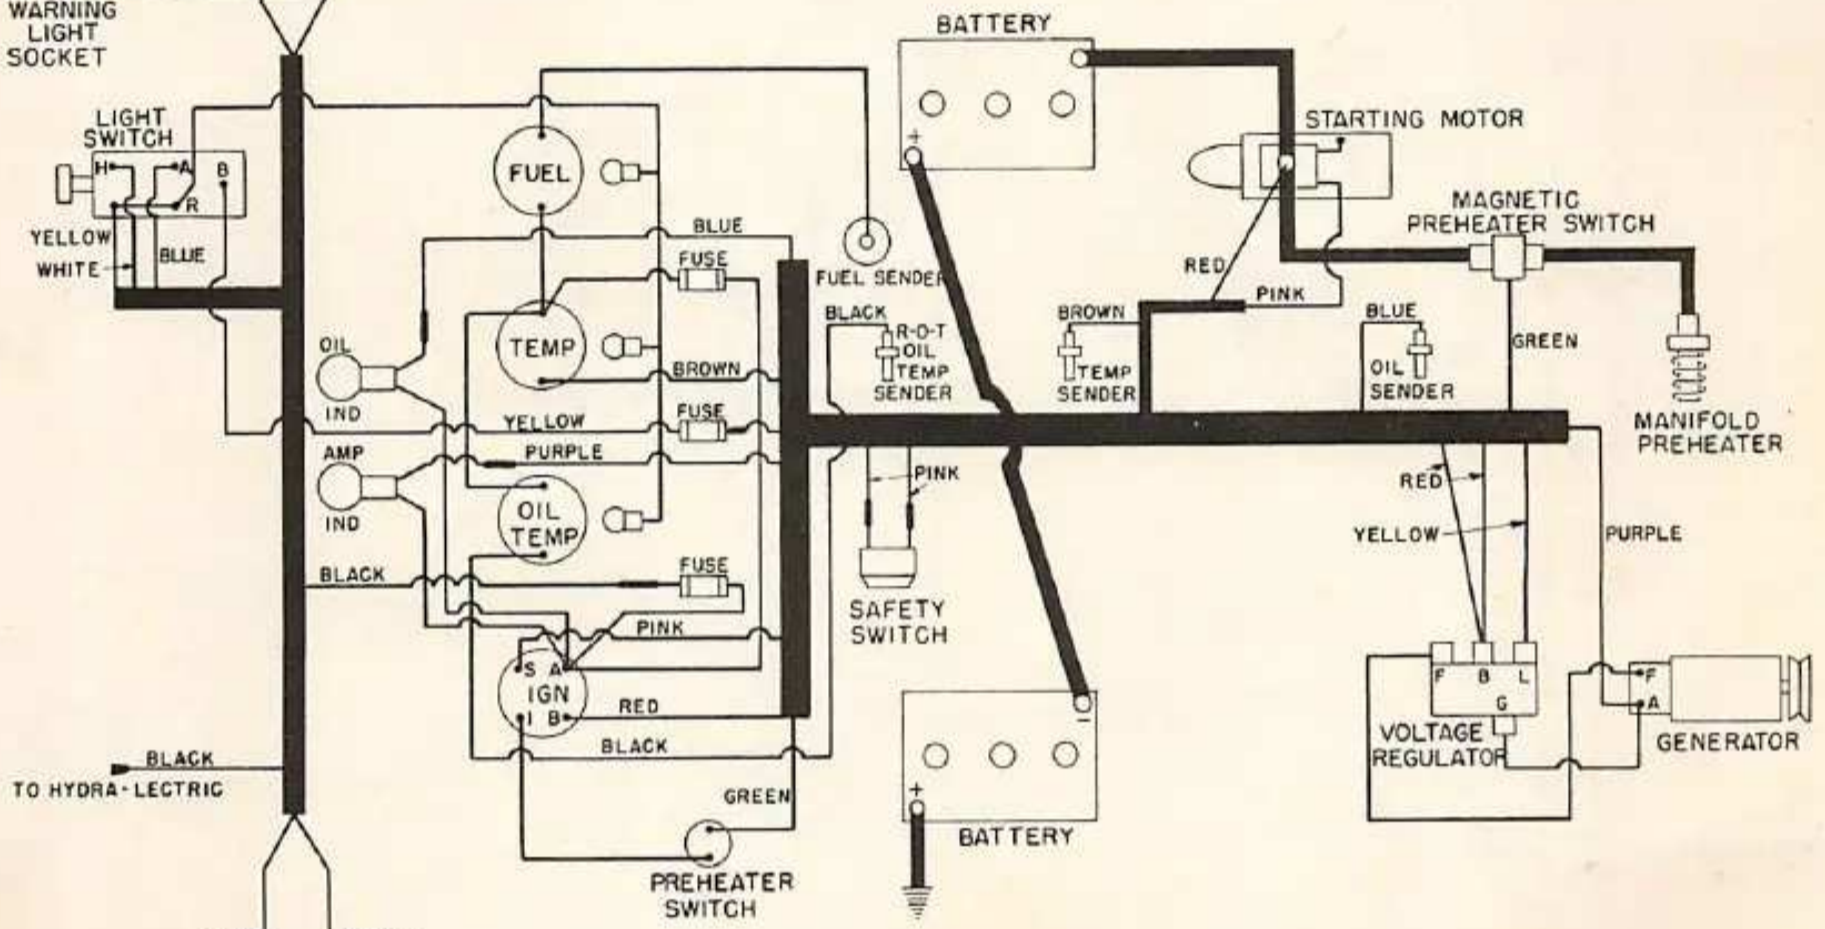 WARNING
LIGHT
SOCKET
BATTERY
+
STARTING MOTOR
LIGHT
SWITCH
H
A
B
R
YELLOW
WHITE
BLUE
FUEL
BLUE
FUSE
FUEL SENDER
MAGNETIC
PREHEATER SWITCH
RED
PINK
BLACK
R-O-T
OIL
TEMP
SENDER
BROWN
TEMP
SENDER
BLUE
OIL
SENDER
GREEN
MANIFOLD
PREHEATER
OIL
IND
TEMP
BROWN
FUSE
YELLOW
AMP
IND
PURPLE
OIL
TEMP
PINK
SAFETY
SWITCH
RED
YELLOW
PURPLE
BLACK
FUSE
PINK
S A
IGN
I B
RED
BLACK
F B L
G
VOLTAGE
REGULATOR
F
A
GENERATOR
BLACK
TO HYDRA-LECTRIC
GREEN
PREHEATER
SWITCH
-
+
BATTERY